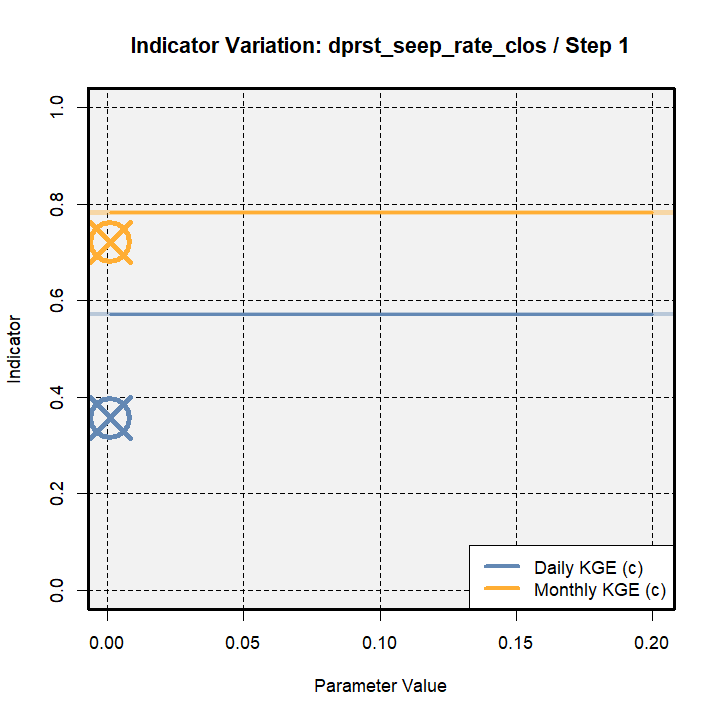 Indicator Variation: dprst_seep_rate_clos / Step 1
1.0
0.8
0.6
0.4
0.2
0.0
Indicator
Daily KGE (c)
Monthly KGE (c)
0.00 0.05 0.10 0.15 0.20
Parameter Value